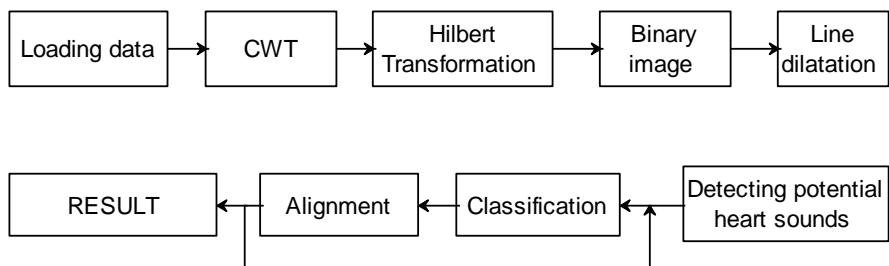 Loading data
CWT
Hilbert
Transformation
Binary
image
Line
dilatation
RESULT
Alignment
Classification
Detecting potential
heart sounds